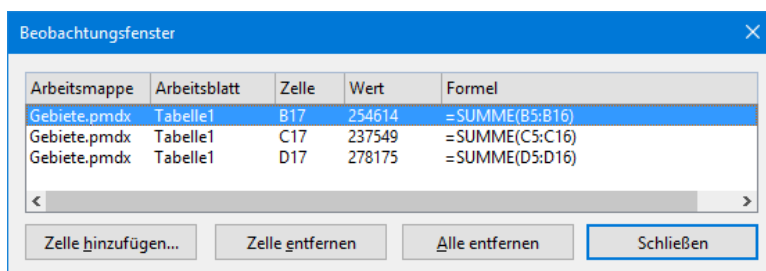 Beobachtungsfenster
Arbeitsmappe Arbeitsblatt Zelle Wert Formel
Gebiete.pmdx Tabelle1 B17 254614 =SUMME(B5:B16)
Gebiete.pmdx Tabelle1 C17 237549 =SUMME(C5:C16)
Gebiete.pmdx Tabelle1 D17 278175 =SUMME(D5:D16)
Zelle hinzufügen... Zelle entfernen Alle entfernen Schließen